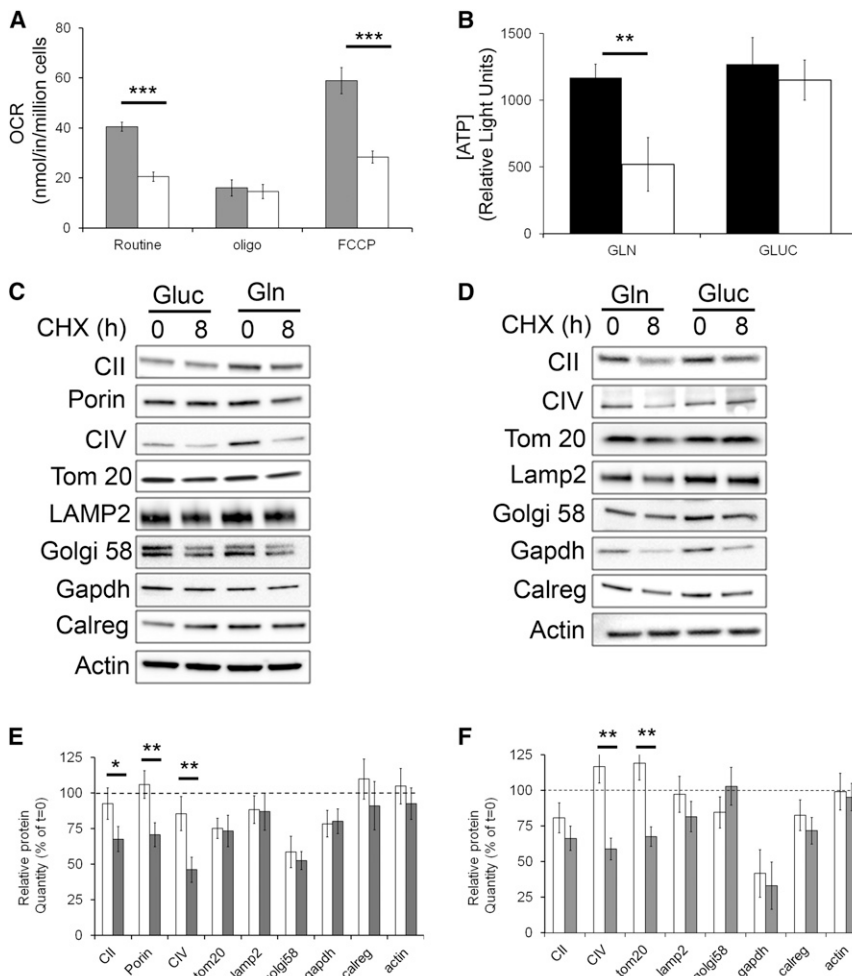 A
OCR
(nmol/in/million cells)
80
60
40
20
0
***
***
Routine oligo FCCP
B
[ATP]
(Relative Light Units)
1500
1000
500
0
**
GLN GLUC
C
Gluc Gln
CHX (h) 0 8 0 8
CII
Porin
CIV
Tom 20
LAMP2
Golgi 58
Gapdh
Calreg
Actin
D
Gln Gluc
CHX (h) 0 8 0 8
CII
CIV
Tom 20
Lamp2
Golgi 58
Gapdh
Calreg
Actin
E
Relative protein
Quantity (% of t=0)
125
100
75
50
25
0
* ** **
CII Porin CIV tom20 lamp2 golgi58 gapdh calreg actin
F
Relative protein
Quantity (% of t=0)
125
100
75
50
25
0
** **
CII CIV tom20 lamp2 golgi58 gapdh calreg actin